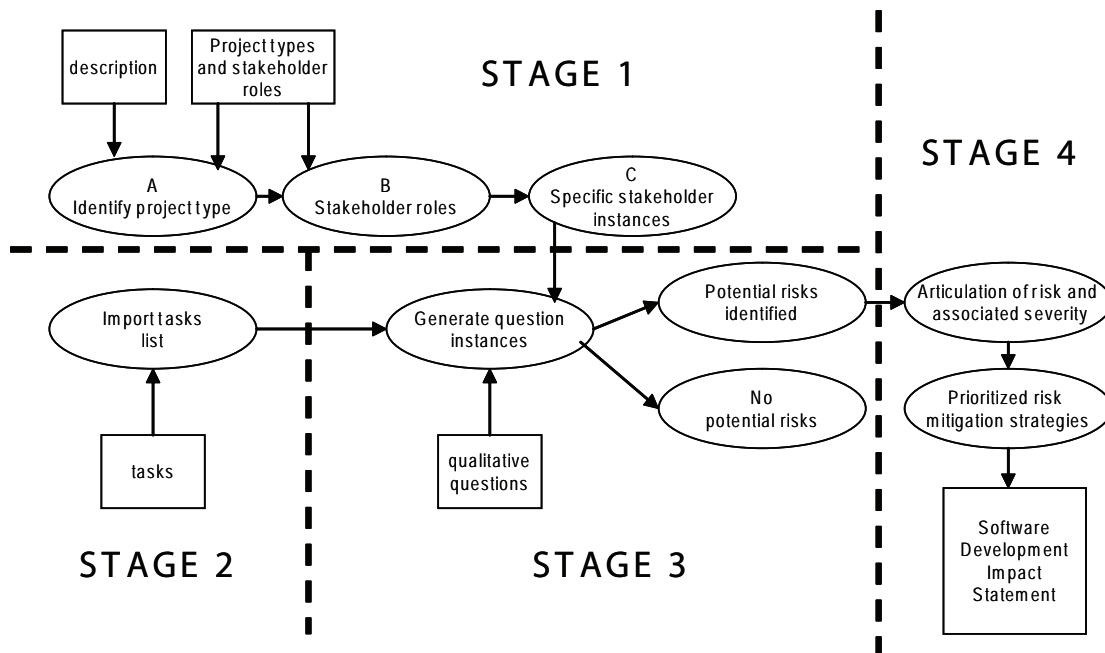 description
Project types
and stakeholder
roles
STAGE 1
A
Identify project type
B
Stakeholder roles
C
Specific stakeholder
instances
STAGE 4
Import tasks
list
Generate question
instances
Potential risks
identified
No
potential risks
Articulation of risk and
associated severity
Prioritized risk
mitigation strategies
tasks
qualitative
questions
Software
Development
Impact
Statement
STAGE 2
STAGE 3